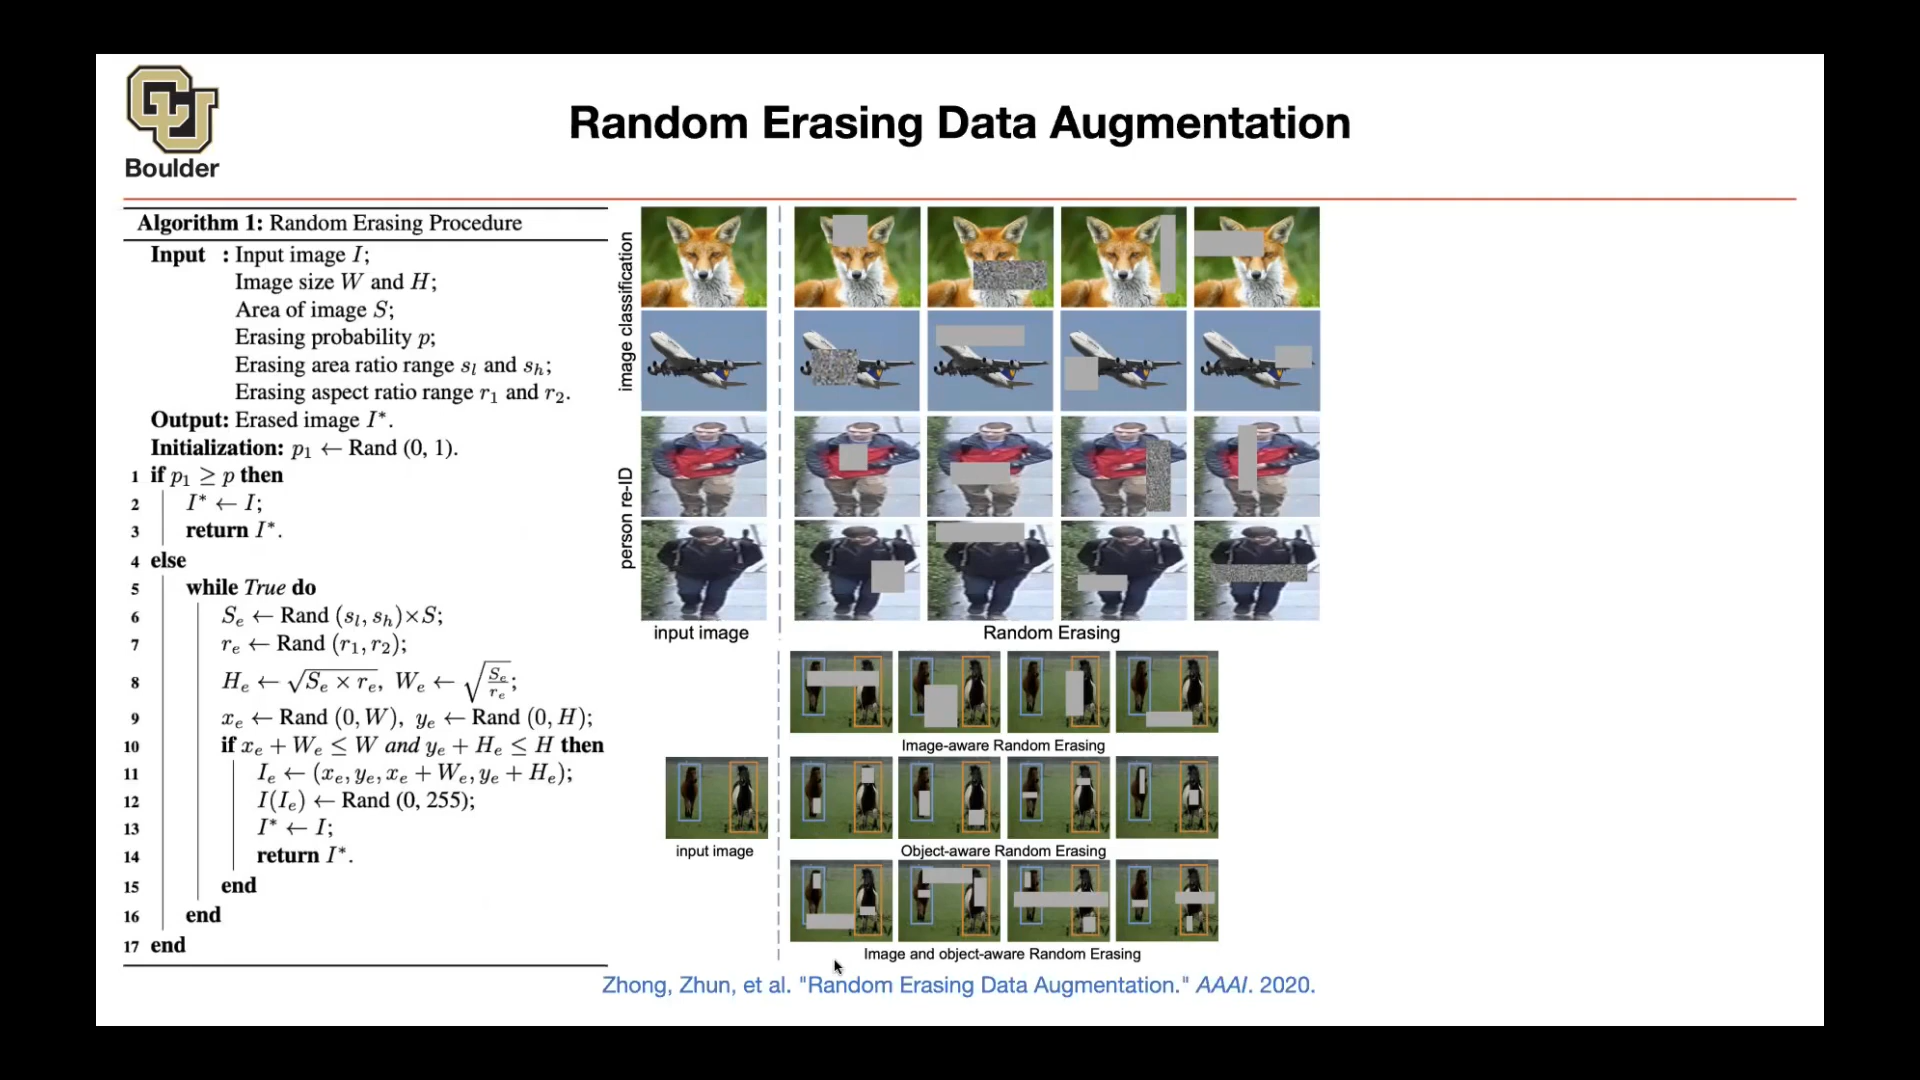 CU
Boulder
Random Erasing Data Augmentation
Algorithm 1: Random Erasing Procedure
Input : Input image I;
Image size W and H;
Area of image S;
Erasing probability p;
Erasing area ratio range s_l and s_h;
Erasing aspect ratio range r_1 and r_2.
Output: Erased image I*.
Initialization: p_1 ← Rand (0, 1).
1 if p_1 ≥ p then
2 I* ← I;
3 return I*.
4 else
5 while True do
6 S_e ← Rand (s_l, s_h)×S;
7 r_e ← Rand (r_1, r_2);
8 H_e ← √(S_e × r_e), W_e ← √(S_e/r_e);
9 x_e ← Rand (0, W), y_e ← Rand (0, H);
10 if x_e + W_e ≤ W and y_e + H_e ≤ H then
11 I_e ← (x_e, y_e, x_e + W_e, y_e + H_e);
12 I(I_e) ← Rand (0, 255);
13 I* ← I;
14 return I*.
15 end
16 end
17 end
image classification
person re-ID
input image
Random Erasing
Image-aware Random Erasing
input image
Object-aware Random Erasing
Image and object-aware Random Erasing
Zhong, Zhun, et al. "Random Erasing Data Augmentation." AAAI. 2020.